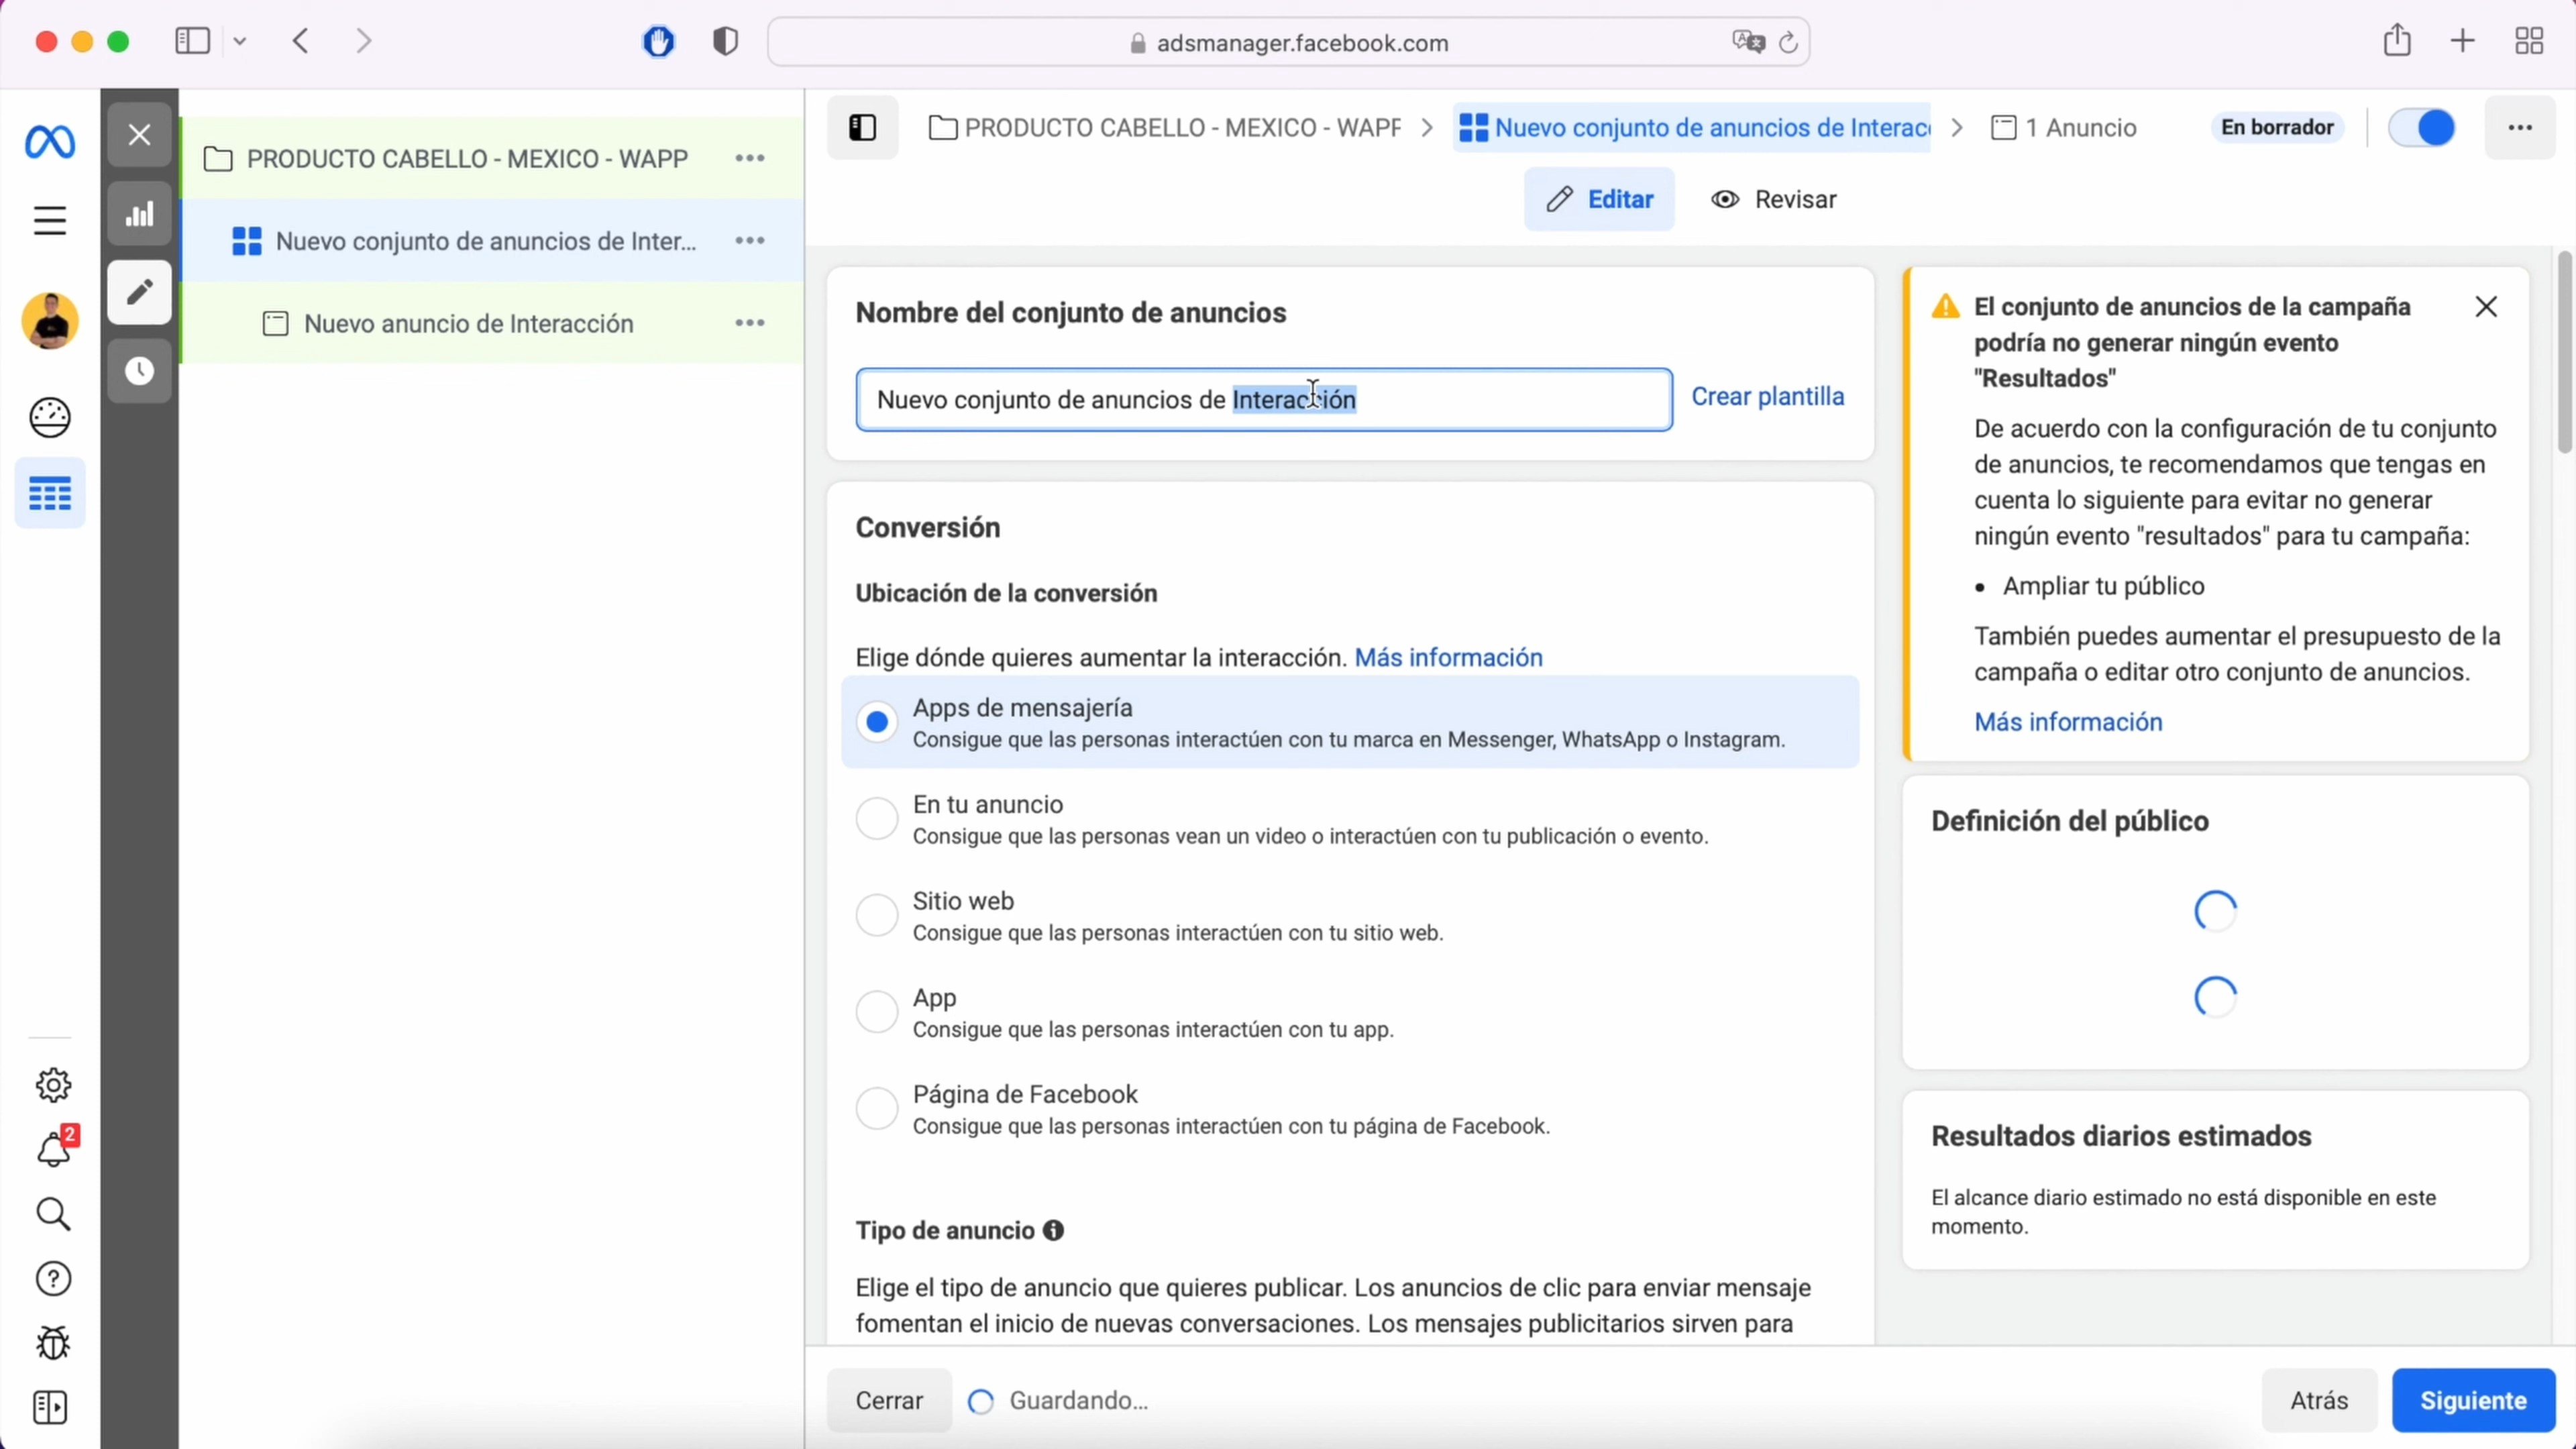 adsmanager.facebook.com
PRODUCTO CABELLO - MEXICO - WAPP
Nuevo conjunto de anuncios de Inter...
Nuevo anuncio de Interacción
PRODUCTO CABELLO - MEXICO - WAPP
Nuevo conjunto de anuncios de Interac
1 Anuncio
En borrador
Editar
Revisar
Nombre del conjunto de anuncios
Nuevo conjunto de anuncios de Interacción
Crear plantilla
Conversión
Ubicación de la conversión
Elige dónde quieres aumentar la interacción. Más información
Apps de mensajería
Consigue que las personas interactúen con tu marca en Messenger, WhatsApp o Instagram.
En tu anuncio
Consigue que las personas vean un video o interactúen con tu publicación o evento.
Sitio web
Consigue que las personas interactúen con tu sitio web.
App
Consigue que las personas interactúen con tu app.
Página de Facebook
Consigue que las personas interactúen con tu página de Facebook.
Tipo de anuncio
Elige el tipo de anuncio que quieres publicar. Los anuncios de clic para enviar mensaje
fomentan el inicio de nuevas conversaciones. Los mensajes publicitarios sirven para
El conjunto de anuncios de la campaña
podría no generar ningún evento
"Resultados"
De acuerdo con la configuración de tu conjunto
de anuncios, te recomendamos que tengas en
cuenta lo siguiente para evitar no generar
ningún evento "resultados" para tu campaña:
• Ampliar tu público
También puedes aumentar el presupuesto de la
campaña o editar otro conjunto de anuncios.
Más información
Definición del público
Resultados diarios estimados
El alcance diario estimado no está disponible en este
momento.
2
Cerrar
Guardando...
Atrás
Siguiente